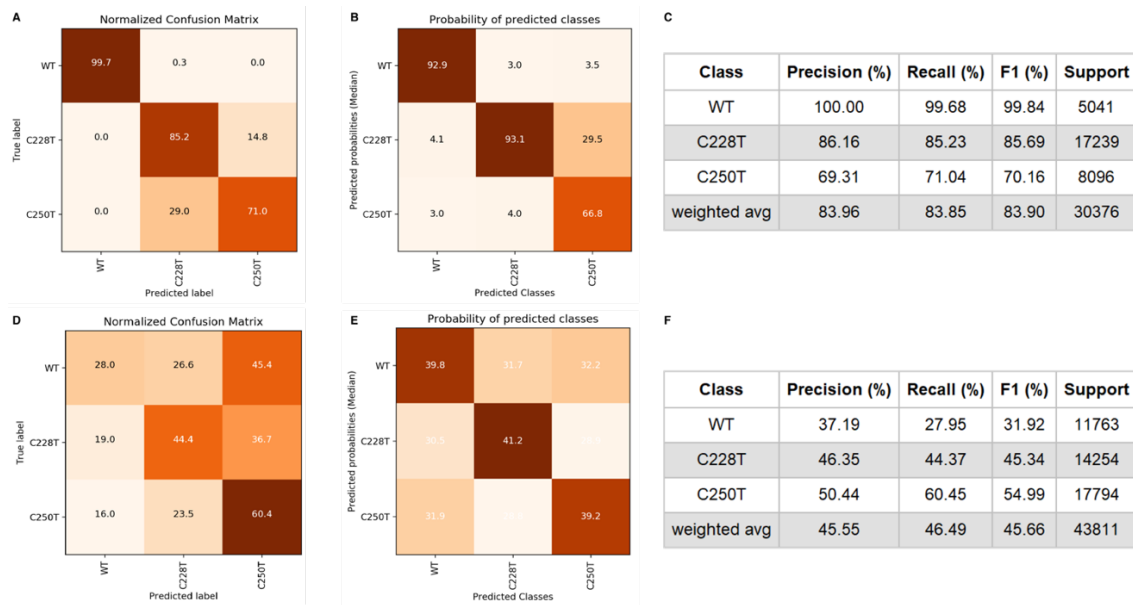 A
Normalized Confusion Matrix
True label
WT
99.7 0.3 0.0
C228T
0.0 85.2 14.8
C250T
0.0 29.0 71.0
WT C228T C250T
Predicted label
B
Probability of predicted classes
Predicted probabilities (Median)
WT
92.9 3.0 3.5
C228T
4.1 93.1 29.5
C250T
3.0 4.0 66.8
WT C228T C250T
Predicted Classes
C
Class Precision (%) Recall (%) F1 (%) Support
WT 100.00 99.68 99.84 5041
C228T 86.16 85.23 85.69 17239
C250T 69.31 71.04 70.16 8096
weighted avg 83.96 83.85 83.90 30376
D
Normalized Confusion Matrix
True label
WT
28.0 26.6 45.4
C228T
19.0 44.4 36.7
C250T
16.0 23.5 60.4
WT C228T C250T
Predicted label
E
Probability of predicted classes
Predicted probabilities (Median)
WT
39.8 31.7 32.2
C228T
30.5 41.2
C250T
31.9 39.2
WT C228T C250T
Predicted Classes
F
Class Precision (%) Recall (%) F1 (%) Support
WT 37.19 27.95 31.92 11763
C228T 46.35 44.37 45.34 14254
C250T 50.44 60.45 54.99 17794
weighted avg 45.55 46.49 45.66 43811